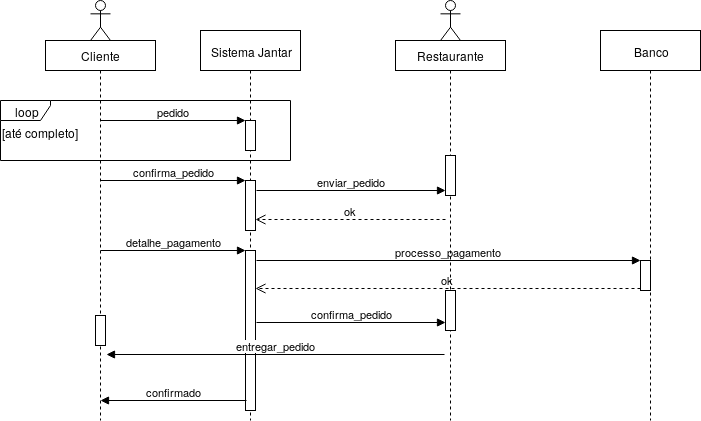 Cliente
Sistema Jantar
Restaurante
Banco
loop
pedido
[até completo]
confirma_pedido
enviar_pedido
ok
detalhe_pagamento
processo_pagamento
ok
confirma_pedido
entregar_pedido
confirmado